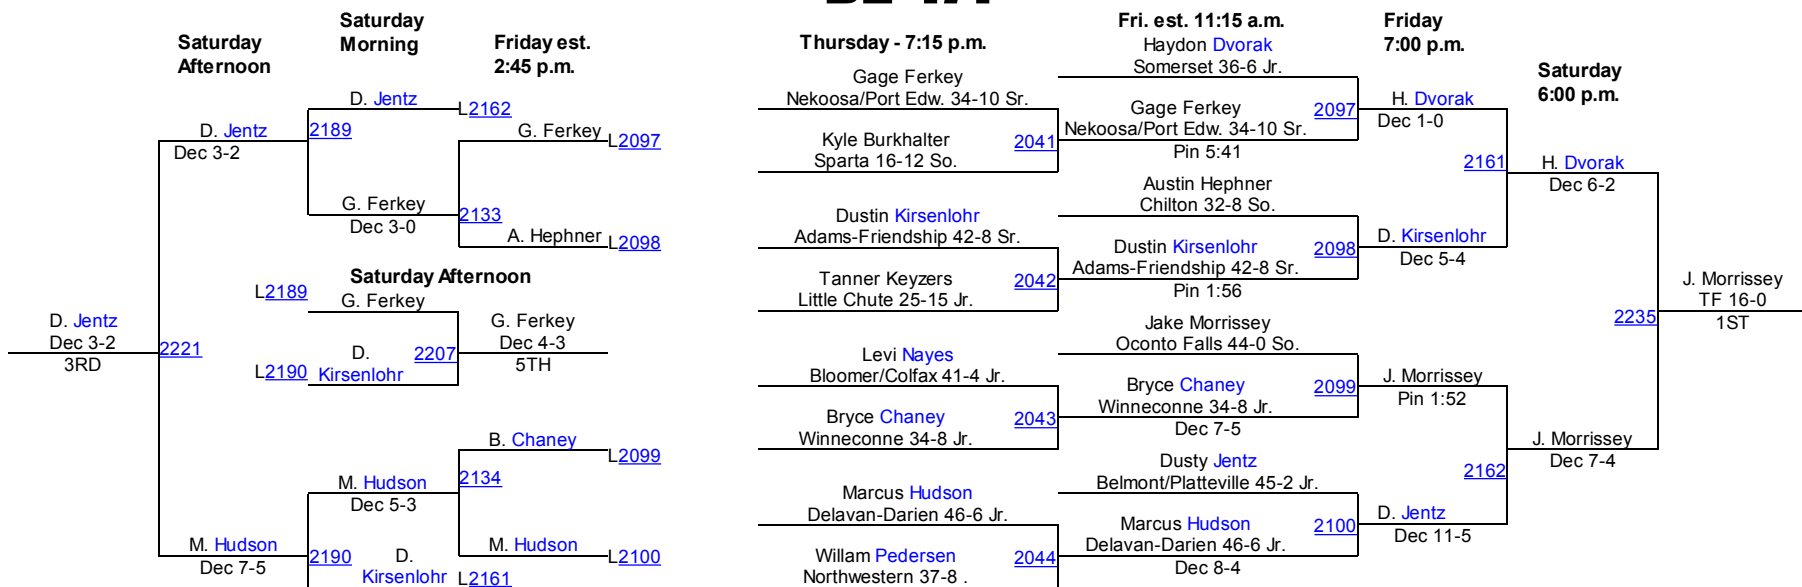 Saturday
Afternoon
Saturday
Morning
Friday est.
2:45 p.m.
Thursday - 7:15 p.m.
Fri. est. 11:15 a.m.
Friday
7:00 p.m.
Saturday
6:00 p.m.
D. Jentz
L2162
D. Jentz
2189
Dec 3-2
G. Ferkey
L2097
G. Ferkey
2133
Dec 3-0
A. Hephner
L2098
Saturday Afternoon
L2189
G. Ferkey
D. Jentz
Dec 3-2
3RD
2221
L2190
D.
Kirsenlohr
2207
G. Ferkey
Dec 4-3
5TH
B. Chaney
L2099
M. Hudson
2134
Dec 5-3
M. Hudson
L2100
M. Hudson
2190
Dec 7-5
D.
Kirsenlohr
L2161
Gage Ferkey
Nekoosa/Port Edw. 34-10 Sr.
Kyle Burkhalter
Sparta 16-12 So.
2041
Dustin Kirsenlohr
Adams-Friendship 42-8 Sr.
Tanner Keyzers
Little Chute 25-15 Jr.
2042
Levi Nayes
Bloomer/Colfax 41-4 Jr.
Bryce Chaney
Winneconne 34-8 Jr.
2043
Marcus Hudson
Delavan-Darien 46-6 Jr.
Willam Pedersen
Northwestern 37-8 .
2044
Haydon Dvorak
Somerset 36-6 Jr.
Gage Ferkey
Nekoosa/Port Edw. 34-10 Sr.
Pin 5:41
2097
Austin Hephner
Chilton 32-8 So.
Dustin Kirsenlohr
Adams-Friendship 42-8 Sr.
Pin 1:56
2098
Jake Morrissey
Oconto Falls 44-0 So.
Bryce Chaney
Winneconne 34-8 Jr.
Dec 7-5
2099
Dusty Jentz
Belmont/Platteville 45-2 Jr.
Marcus Hudson
Delavan-Darien 46-6 Jr.
Dec 8-4
2100
H. Dvorak
Dec 1-0
2161
D. Kirsenlohr
Dec 5-4
J. Morrissey
Pin 1:52
2162
D. Jentz
Dec 11-5
H. Dvorak
Dec 6-2
2235
J. Morrissey
Dec 7-4
J. Morrissey
TF 16-0
1ST